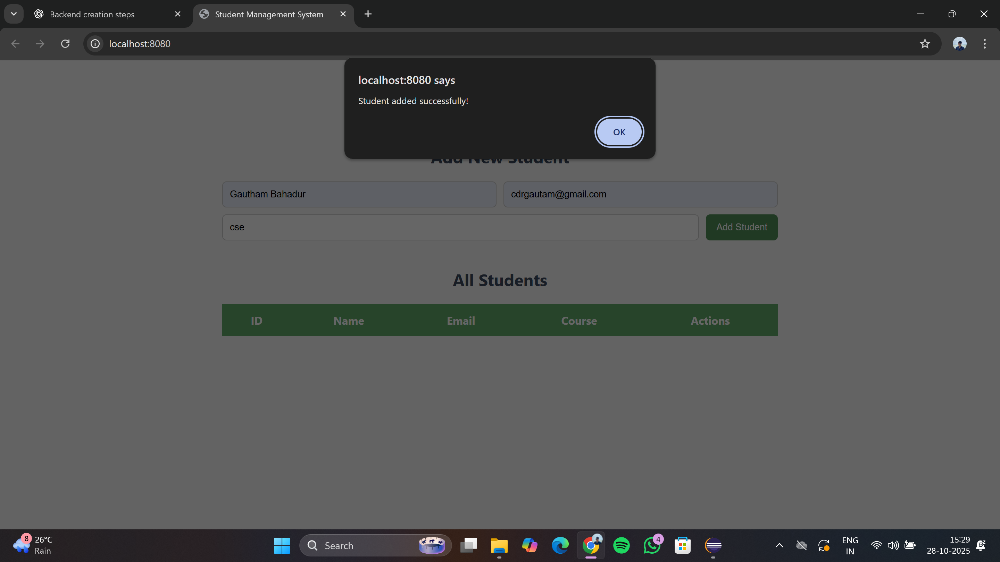 Backend creation steps
Student Management System
localhost:8080
localhost:8080 says
Student added successfully!
OK
Add New Student
Gautham Bahadur
cdrgautam@gmail.com
cse
Add Student
All Students
ID Name Email Course Actions
8
26°C
Rain
Search
4
ENG
IN
15:29
28-10-2025